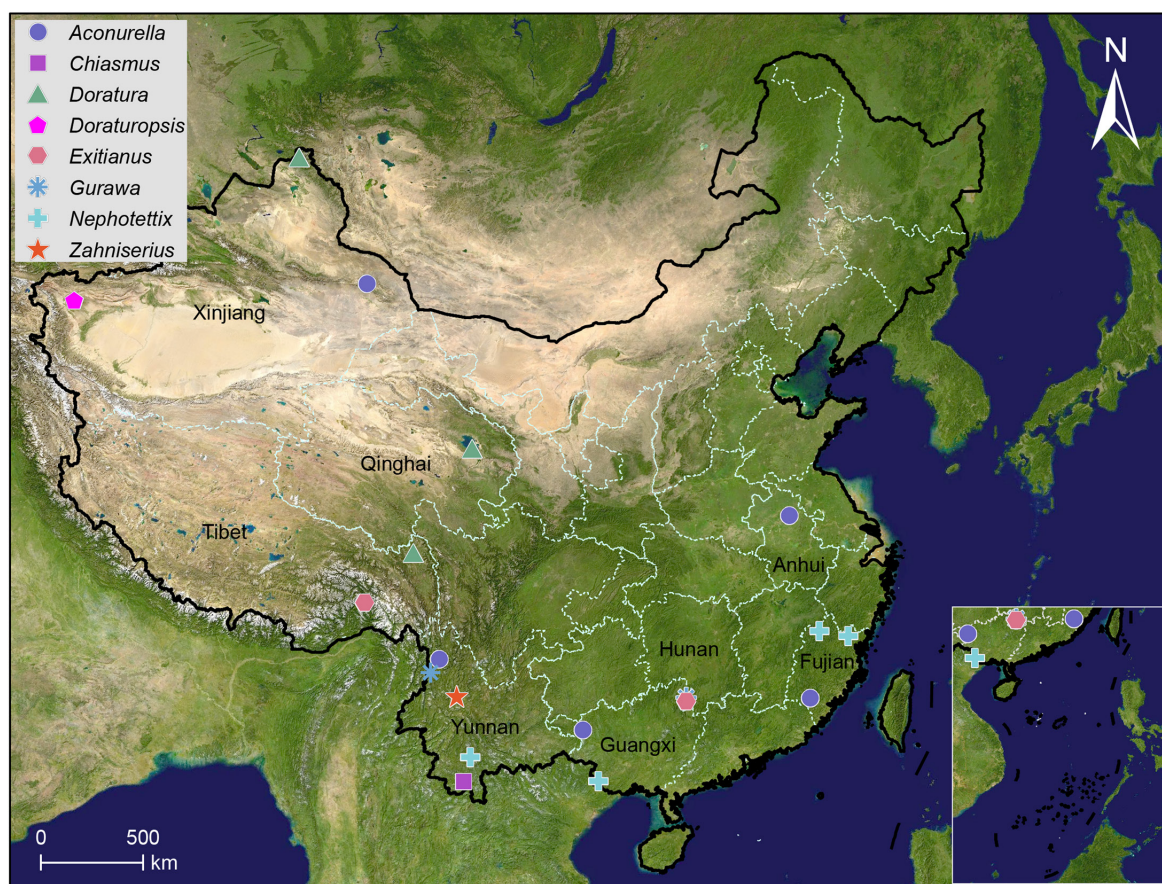 Aconurella
Chiasmus
Doratura
Doraturopsis
Exitianus
Gurawa
Nephotettix
Zahniserius
N
Xinjiang
Qinghai
Tibet
Anhui
Hunan
Fujian
Yunnan
Guangxi
0 500
km